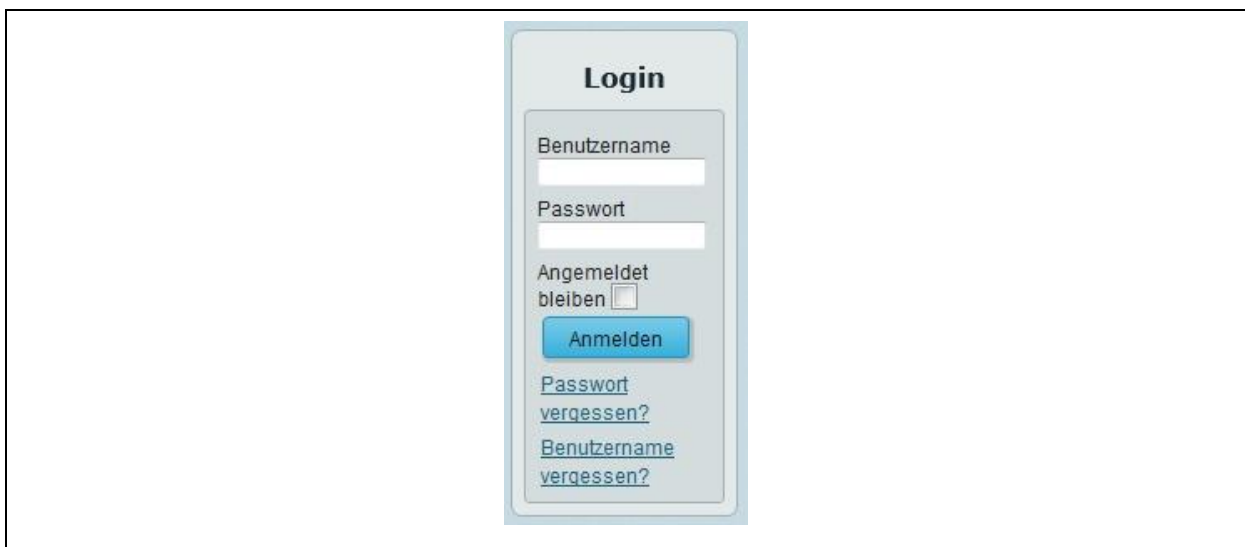 Login
Benutzername
Passwort
Angemeldet
bleiben
Anmelden
Passwort
vergessen?
Benutzername
vergessen?